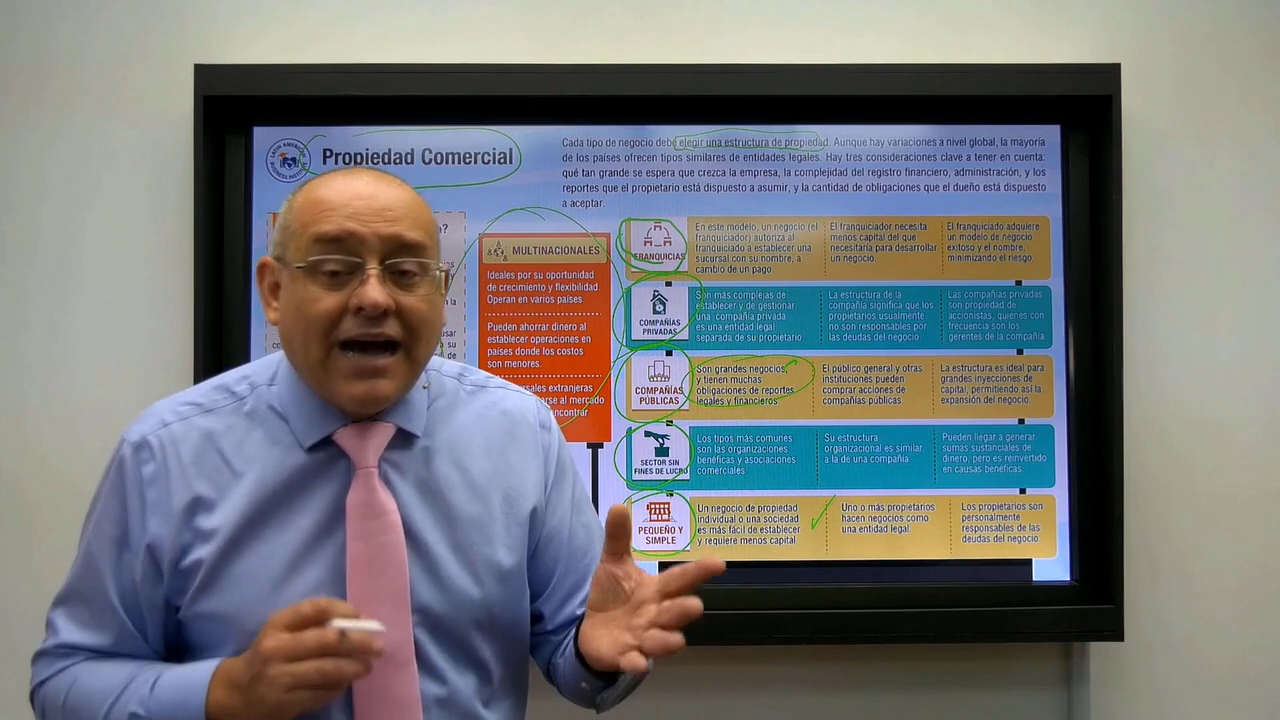 LATIN AMERICAN
BUSINESS INSTITUTE
Propiedad Comercial
Cada tipo de negocio debe elegir una estructura de propiedad. Aunque hay variaciones a nivel global, la mayoría
de los países ofrecen tipos similares de entidades legales. Hay tres consideraciones clave a tener en cuenta:
qué tan grande se espera que crezca la empresa, la complejidad del registro financiero, administración, y los
reportes que el propietario está dispuesto a asumir, y la cantidad de obligaciones que el dueño está dispuesto
a aceptar.
MULTINACIONALES
Ideales por su oportunidad
de crecimiento y flexibilidad.
Operan en varios países.
Pueden ahorrar dinero al
establecer operaciones en
países donde los costos
son menores.
extranjeras
al mercado
FRANQUICIAS
En este modelo, un negocio (el
franquiciador) autoriza al
franquiciado a establecer una
sucursal con su nombre, a
cambio de un pago.
El franquiciador necesita
menos capital del que
necesitaría para desarrollar
un negocio.
El franquiciado adquiere
un modelo de negocio
exitoso y el nombre,
minimizando el riesgo.
COMPAÑÍAS
PRIVADAS
Son más complejas de
establecer y de gestionar
una compañía privada
es una entidad legal
separada de su propietario.
La estructura de la
compañía significa que los
propietarios usualmente
no son responsables por
las deudas del negocio.
Las compañías privadas
son propiedad de
accionistas, quienes con
frecuencia son los
gerentes de la compañía.
COMPAÑÍAS
PÚBLICAS
Son grandes negocios,
y tienen muchas
obligaciones de reportes
legales y financieros.
El público general y otras
instituciones pueden
comprar acciones de
compañías públicas.
La estructura es ideal para
grandes inyecciones de
capital, permitiendo así la
expansión del negocio.
SECTOR SIN
FINES DE LUCRO
Los tipos más comunes
son las organizaciones
benéficas y asociaciones
comerciales.
Su estructura
organizacional es similar
a la de una compañía.
Pueden llegar a generar
sumas sustanciales de
dinero, pero es reinvertido
en causas benéficas
PEQUEÑO Y
SIMPLE
Un negocio de propiedad
individual o una sociedad
es más fácil de establecer
y requiere menos capital.
Uno o más propietarios
hacen negocios como
una entidad legal.
Los propietarios son
personalmente
responsables de las
deudas del negocio.